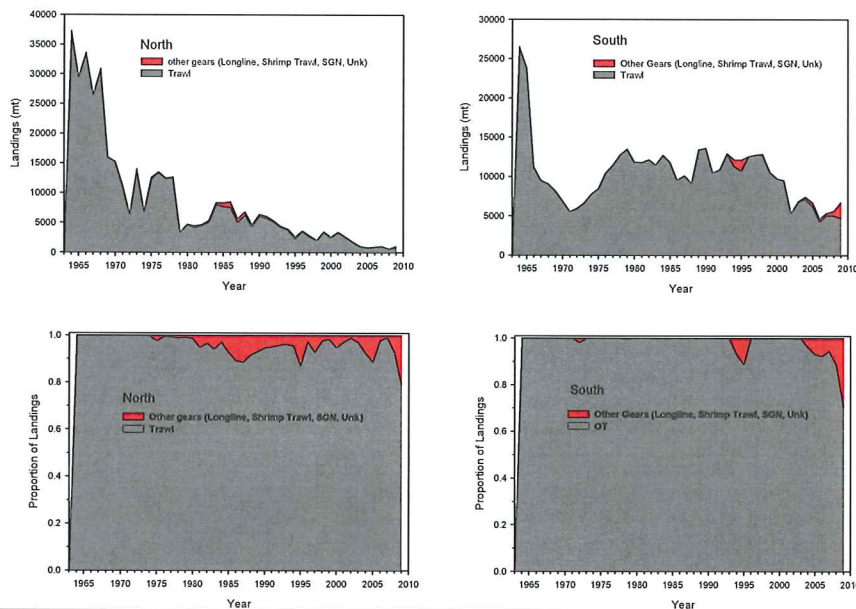 North
other gears (Longline, Shrimp Trawl, SGN, Unk)
Trawl
Landings (mt)
40000
35000
30000
25000
20000
15000
10000
5000
0
1965 1970 1975 1980 1985 1990 1995 2000 2005 2010
Year
South
Other Gears (Longline, Shrimp Trawl, SGN, Unk)
Trawl
Landings (mt)
30000
25000
20000
15000
10000
5000
0
1965 1970 1975 1980 1985 1990 1995 2000 2005 2010
Year
North
Other gears (Longline, Shrimp Trawl, SGN, Unk)
Trawl
Proportion of Landings
1.0
0.8
0.6
0.4
0.2
0.0
1965 1970 1975 1980 1985 1990 1995 2000 2005 2010
Year
South
Other Gears (Longline, Shrimp Trawl, SGN, Unk)
OT
Proportion of Landings
1.0
0.8
0.6
0.4
0.2
0.0
1965 1970 1975 1980 1985 1990 1995 2000 2005 2010
Year